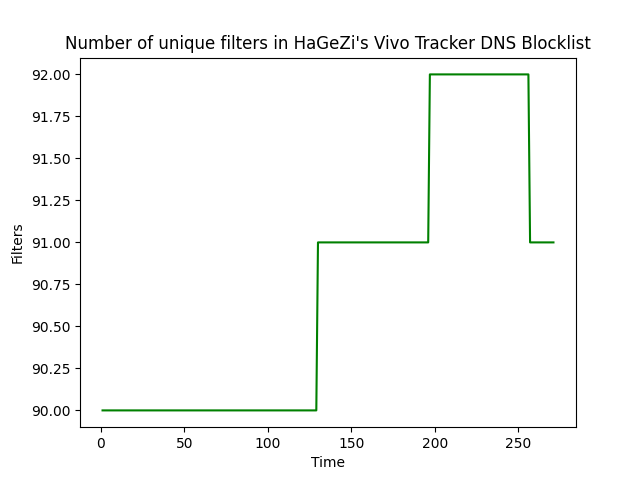 Number of unique filters in HaGeZi's Vivo Tracker DNS Blocklist
92.00
91.75
91.50
91.25
91.00
90.75
90.50
90.25
90.00
Filters
0 50 100 150 200 250
Time